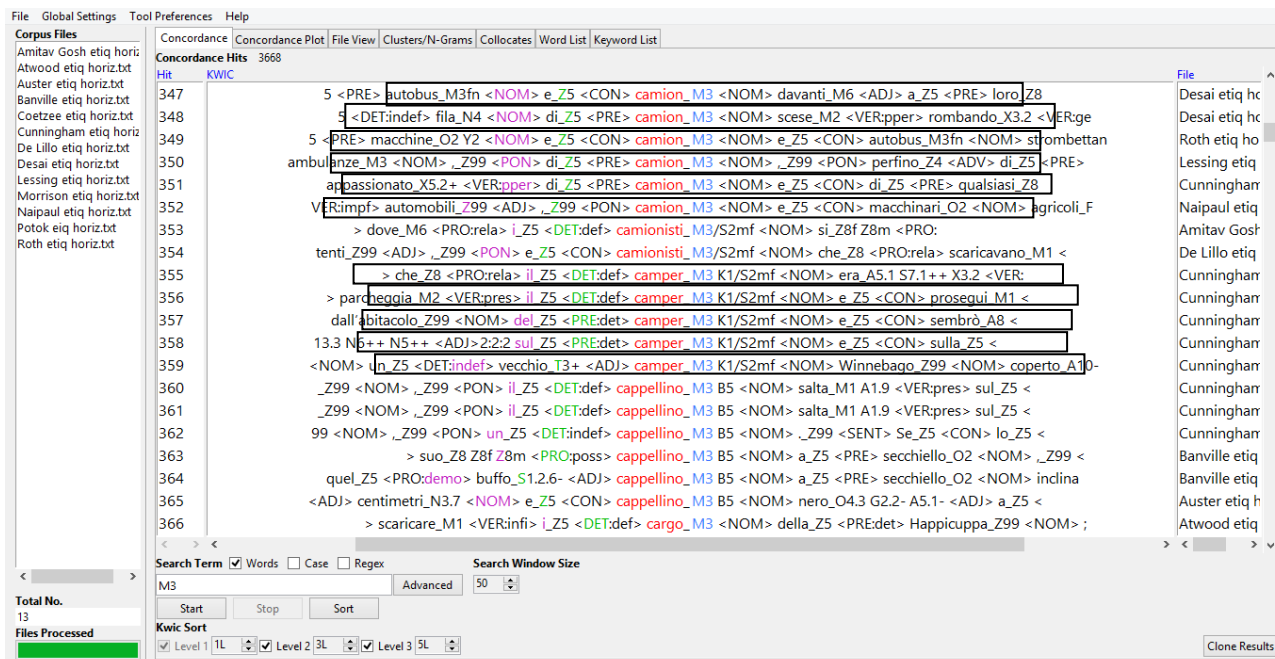 File Global Settings Tool Preferences Help
Corpus Files
Amitav Gosh etiq horiz
Atwood etiq horiz.txt
Auster etiq horiz.txt
Banville etiq horiz.txt
Coetzee etiq horiz.txt
Cunningham etiq horiz
De Lillo etiq horiz.txt
Desai etiq horiz.txt
Lessing etiq horiz.txt
Morrison etiq horiz.txt
Naipaul etiq horiz.txt
Potok eiq horiz.txt
Roth etiq horiz.txt
Total No.
13
Files Processed
Concordance Concordance Plot File View Clusters/N-Grams Collocates Word List Keyword List
Concordance Hits 3668
Hit KWIC File
347 5 <PRE> autobus_M3fn <NOM> e_Z5 <CON> camion_M3 <NOM> davanti_M6 <ADJ> a_Z5 <PRE> loro_Z8 Desai etiq ho
348 5 <DET:indef> fila_N4 <NOM> di_Z5 <PRE> camion_M3 <NOM> scese_M2 <VER:pper> rombando_X3.2 <VER:ge Desai etiq ho
349 5 <PRE> macchine_O2 Y2 <NOM> e_Z5 <CON> camion_M3 <NOM> e_Z5 <CON> autobus_M3fn <NOM> strombettan Roth etiq ho
350 ambulanze_M3 <NOM> ,_Z99 <PON> di_Z5 <PRE> camion_M3 <NOM> ,_Z99 <PON> perfino_Z4 <ADV> di_Z5 <PRE> Lessing etiq
351 appassionato_X5.2+ <VER:pper> di_Z5 <PRE> camion_M3 <NOM> e_Z5 <CON> di_Z5 <PRE> qualsiasi_Z8 Cunningham
352 VER:impf> automobili_Z99 <ADJ> ,_Z99 <PON> camion_M3 <NOM> e_Z5 <CON> macchinari_O2 <NOM> agricoli_F Naipaul etiq
353 > dove_M6 <PRO:rela> i_Z5 <DET:def> camionisti_M3/S2mf <NOM> si_Z8f Z8m <PRO: Amitav Gosh
354 tenti_Z99 <ADJ> ,_Z99 <PON> e_Z5 <CON> camionisti_M3/S2mf <NOM> che_Z8 <PRO:rela> scaricavano_M1 < De Lillo etiq
355 > che_Z8 <PRO:rela> il_Z5 <DET:def> camper_M3 K1/S2mf <NOM> era_A5.1 S7.1++ X3.2 <VER: Cunningham
356 > parcheggia_M2 <VER:pres> il_Z5 <DET:def> camper_M3 K1/S2mf <NOM> e_Z5 <CON> prosegui_M1 < Cunningham
357 dall'abitacolo_Z99 <NOM> del_Z5 <PRE:det> camper_M3 K1/S2mf <NOM> e_Z5 <CON> sembrò_A8 < Cunningham
358 13.3 N6++ N5++ <ADJ>2:2:2 sul_Z5 <PRE:det> camper_M3 K1/S2mf <NOM> e_Z5 <CON> sulla_Z5 < Cunningham
359 <NOM> un_Z5 <DET:indef> vecchio_T3+ <ADJ> camper_M3 K1/S2mf <NOM> Winnebago_Z99 <NOM> coperto_A10- Cunningham
360 _Z99 <NOM> ,_Z99 <PON> il_Z5 <DET:def> cappellino_M3 B5 <NOM> salta_M1 A1.9 <VER:pres> sul_Z5 < Cunningham
361 _Z99 <NOM> ,_Z99 <PON> il_Z5 <DET:def> cappellino_M3 B5 <NOM> salta_M1 A1.9 <VER:pres> sul_Z5 < Cunningham
362 99 <NOM> ,_Z99 <PON> un_Z5 <DET:indef> cappellino_M3 B5 <NOM> ._Z99 <SENT> Se_Z5 <CON> lo_Z5 < Cunningham
363 > suo_Z8 Z8f Z8m <PRO:poss> cappellino_M3 B5 <NOM> a_Z5 <PRE> secchiello_O2 <NOM> ,_Z99 < Banville etiq
364 quel_Z5 <PRO:demo> buffo_S1.2.6- <ADJ> cappellino_M3 B5 <NOM> a_Z5 <PRE> secchiello_O2 <NOM> inclina Banville etiq
365 <ADJ> centimetri_N3.7 <NOM> e_Z5 <CON> cappellino_M3 B5 <NOM> nero_O4.3 G2.2- A5.1- <ADJ> a_Z5 < Auster etiq h
366 > scaricare_M1 <VER:infi> i_Z5 <DET:def> cargo_M3 <NOM> della_Z5 <PRE:det> Happicuppa_Z99 <NOM> ; Atwood etiq
Search Term Words Case Regex Search Window Size
M3 Advanced 50
Start Stop Sort
Kwic Sort
Level 1 1L Level 2 3L Level 3 5L Clone Results